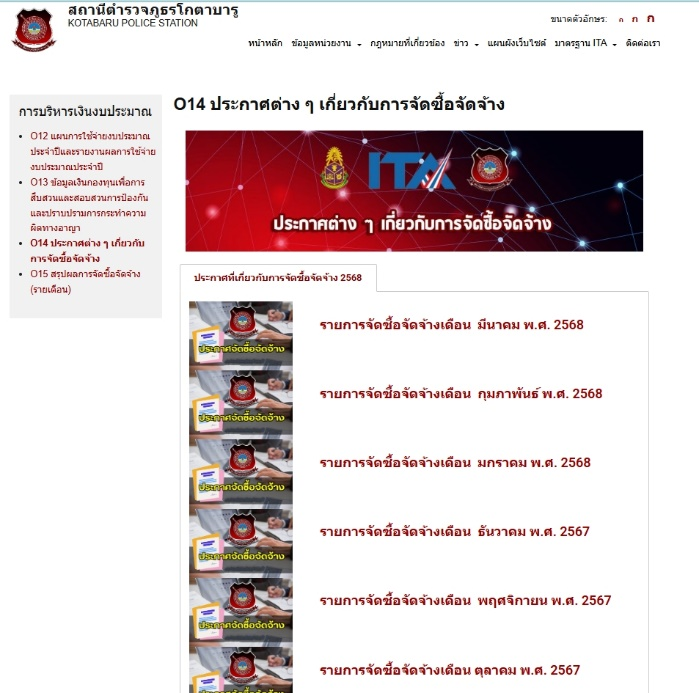 สถานีตำรวจภูธรโกตาบารู
KOTABARU POLICE STATION
ขนาดตัวอักษร: ก ก ก
หน้าหลัก ข้อมูลหน่วยงาน กฎหมายที่เกี่ยวข้อง ข่าว แผนผังเว็บไซต์ มาตรฐาน ITA ติดต่อเรา
การบริหารเงินงบประมาณ
O12 แผนการใช้จ่ายงบประมาณ
ประจำปีและรายงานผลการใช้จ่าย
งบประมาณประจำปี
O13 ข้อมูลเงินกองทุนเพื่อการ
สืบสวนและสอบสวนการป้องกัน
และปราบปรามการกระทำความ
ผิดทางอาญา
O14 ประกาศต่าง ๆ เกี่ยวกับ
การจัดซื้อจัดจ้าง
O15 สรุปผลการจัดซื้อจัดจ้าง
(รายเดือน)
O14 ประกาศต่าง ๆ เกี่ยวกับการจัดซื้อจัดจ้าง
ITA
ประกาศต่าง ๆ เกี่ยวกับการจัดซื้อจัดจ้าง
ประกาศที่เกี่ยวกับการจัดซื้อจัดจ้าง 2568
ประกาศจัดซื้อจัดจ้าง
รายการจัดซื้อจัดจ้างเดือน มีนาคม พ.ศ. 2568
ประกาศจัดซื้อจัดจ้าง
รายการจัดซื้อจัดจ้างเดือน กุมภาพันธ์ พ.ศ. 2568
ประกาศจัดซื้อจัดจ้าง
รายการจัดซื้อจัดจ้างเดือน มกราคม พ.ศ. 2568
ประกาศจัดซื้อจัดจ้าง
รายการจัดซื้อจัดจ้างเดือน ธันวาคม พ.ศ. 2567
ประกาศจัดซื้อจัดจ้าง
รายการจัดซื้อจัดจ้างเดือน พฤศจิกายน พ.ศ. 2567
รายการจัดซื้อจัดจ้างเดือน ตุลาคม พ.ศ. 2567